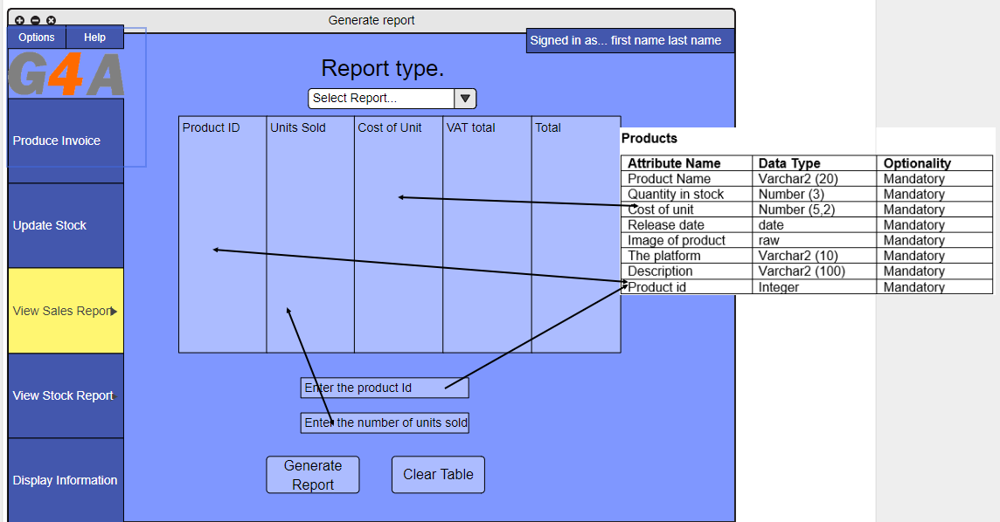 Generate report
Options Help
Signed in as... first name last name
G4A
Report type.
Select Report...
Produce Invoice
Update Stock
View Sales Report
View Stock Report
Display Information
Product ID Units Sold Cost of Unit VAT total Total
Enter the product Id
Enter the number of units sold
Generate
Report
Clear Table
Products
Attribute Name Data Type Optionality
Product Name Varchar2 (20) Mandatory
Quantity in stock Number (3) Mandatory
Cost of unit Number (5,2) Mandatory
Release date date Mandatory
Image of product raw Mandatory
The platform Varchar2 (10) Mandatory
Description Varchar2 (100) Mandatory
Product id Integer Mandatory